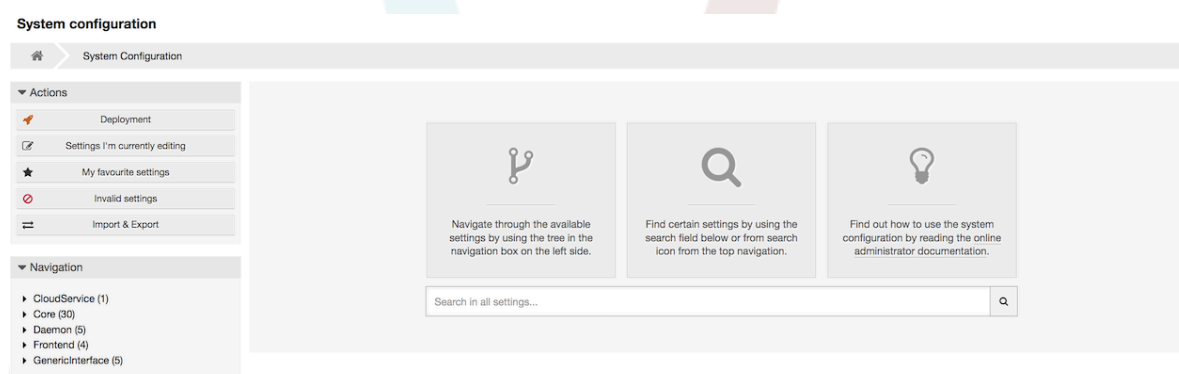 System configuration
System Configuration
Actions
Deployment
Settings I'm currently editing
My favourite settings
Invalid settings
Import & Export
Navigation
CloudService (1)
Core (30)
Daemon (5)
Frontend (4)
GenericInterface (5)
Navigate through the available
settings by using the tree in the
navigation box on the left side.
Find certain settings by using the
search field below or from search
icon from the top navigation.
Find out how to use the system
configuration by reading the online
administrator documentation.
Search in all settings...